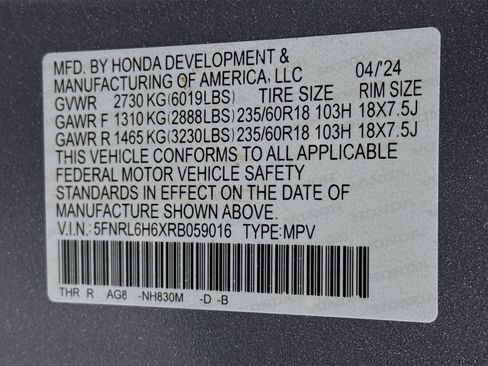 MFD. BY HONDA DEVELOPMENT & 04/'24
MANUFACTURING OF AMERICA, LLC
GVWR 2730 KG(6019LBS) TIRE SIZE RIM SIZE
GAWR F 1310 KG(2888LBS) 235/60R18 103H 18X7.5J
GAWR R 1465 KG(3230LBS) 235/60R18 103H 18X7.5J
THIS VEHICLE CONFORMS TO ALL APPLICABLE
FEDERAL MOTOR VEHICLE SAFETY
STANDARDS IN EFFECT ON THE DATE OF
MANUFACTURE SHOWN ABOVE.
V.I.N.: 5FNRL6H6XRB059016 TYPE:MPV
THR R AG8 -NH830M -D -B